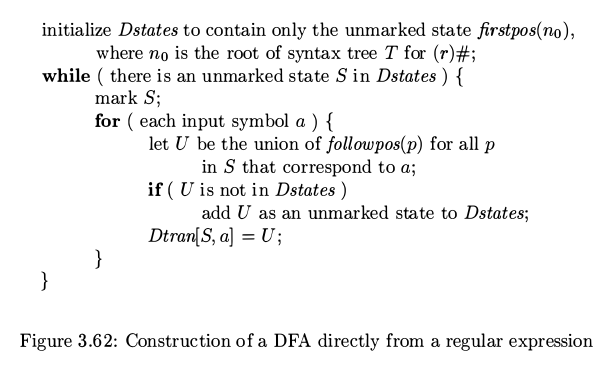 initialize Dstates to contain only the unmarked state firstpos(n₀),
where n₀ is the root of syntax tree T for (r)#;
while ( there is an unmarked state S in Dstates ) {
mark S;
for ( each input symbol a ) {
let U be the union of followpos(p) for all p
in S that correspond to a;
if ( U is not in Dstates )
add U as an unmarked state to Dstates;
Dtran[S, a] = U;
}
}
Figure 3.62: Construction of a DFA directly from a regular expression